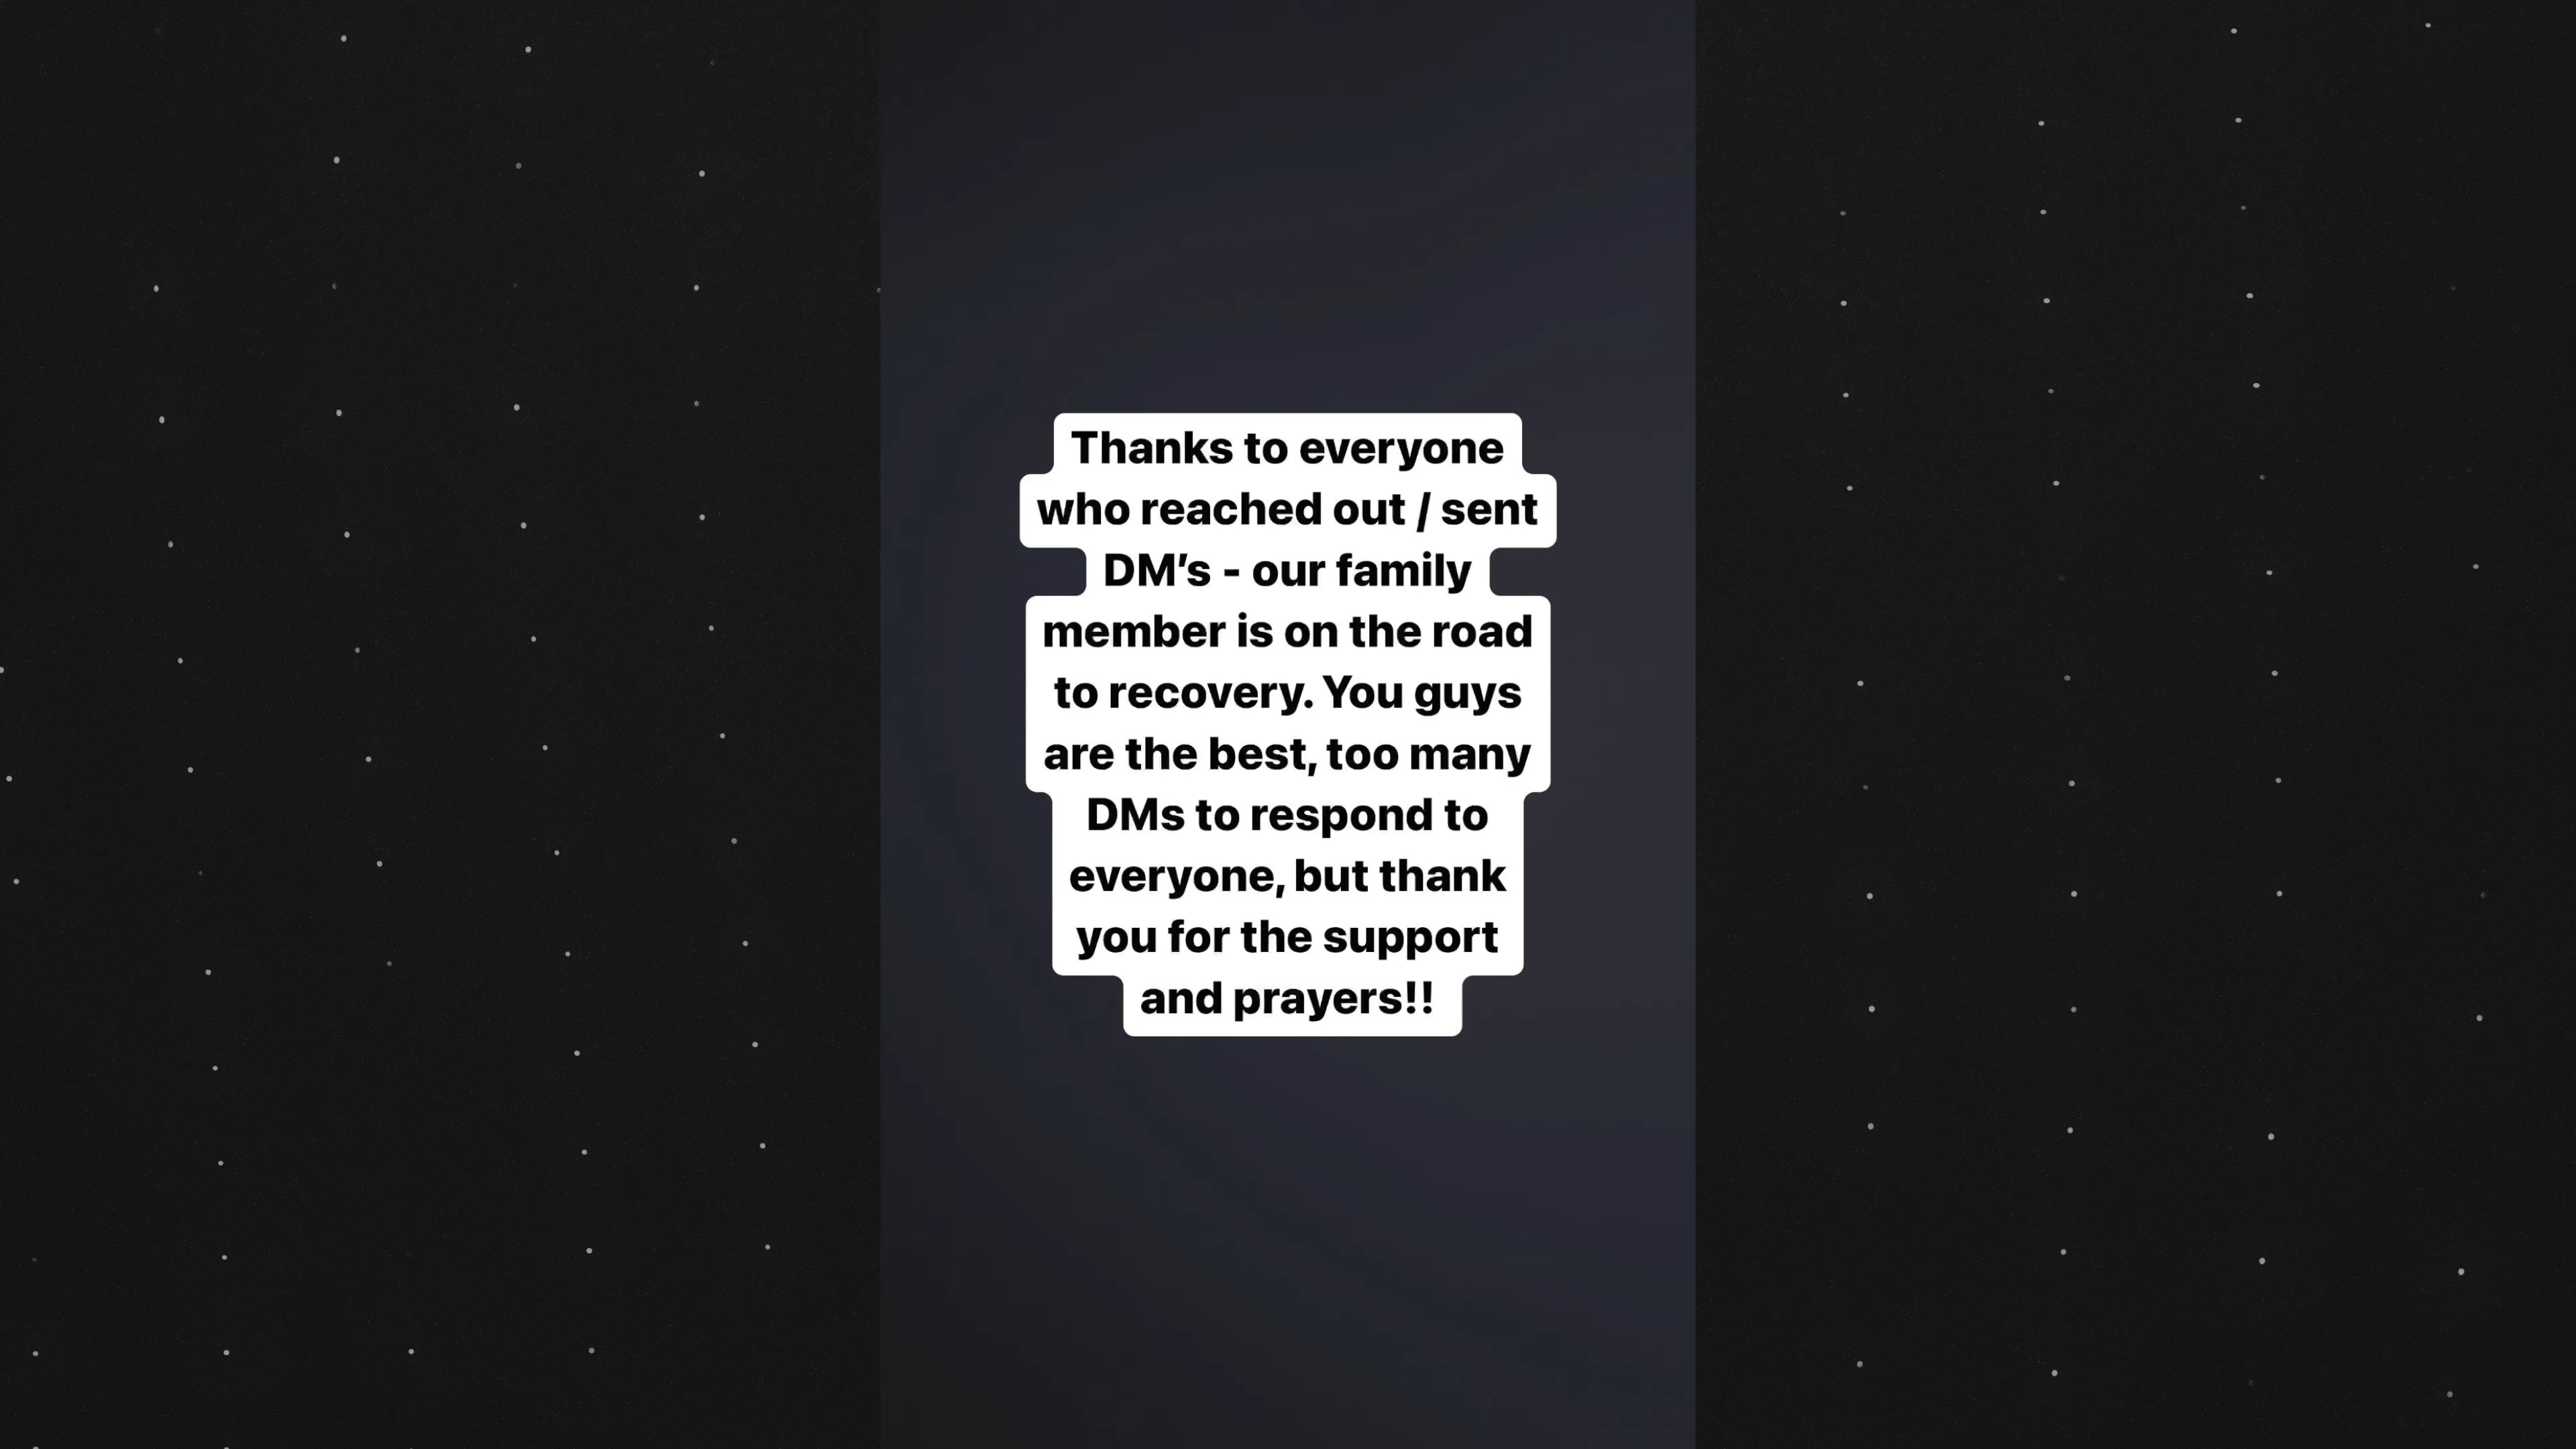 Thanks to everyone
who reached out / sent
DM’s - our family
member is on the road
to recovery. You guys
are the best, too many
DMs to respond to
everyone, but thank
you for the support
and prayers!!